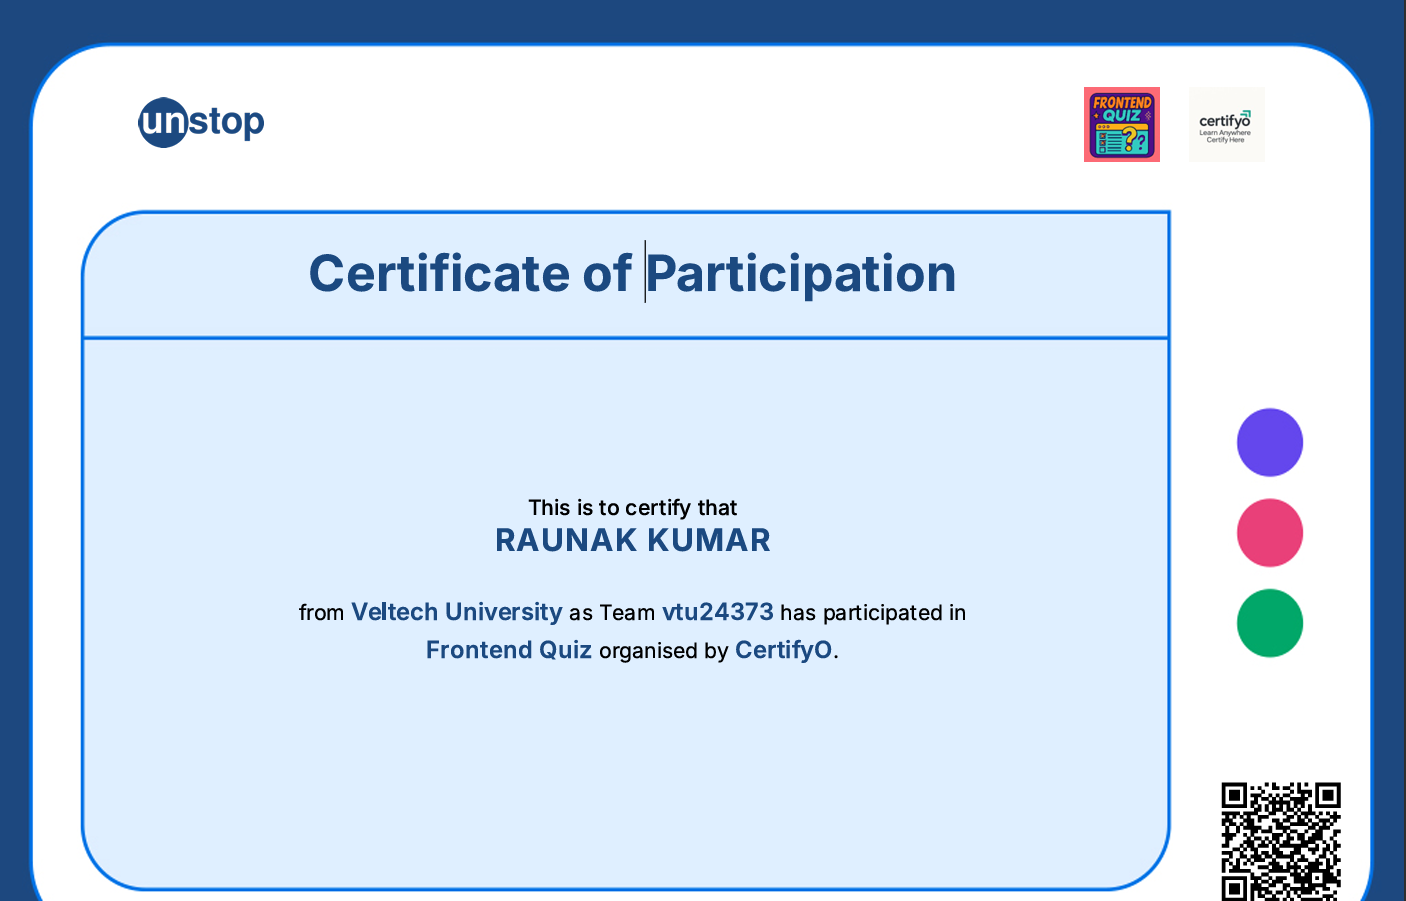 unstop
FRONTEND
QUIZ
certifyo
Learn Anywhere
Certify Here
Certificate of Participation
This is to certify that
RAUNAK KUMAR
from Veltech University as Team vtu24373 has participated in
Frontend Quiz organised by CertifyO.